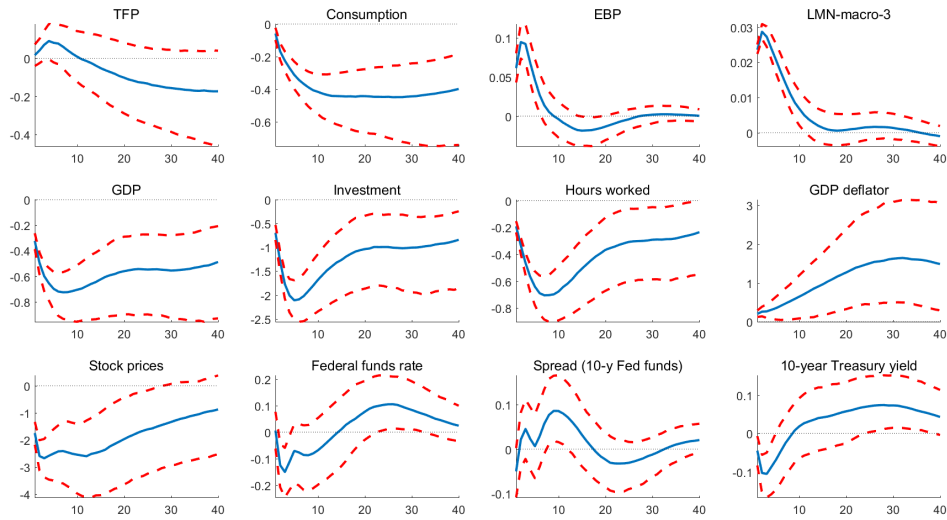 TFP
0
-0.2
-0.4
10 20 30 40
Consumption
0
-0.2
-0.4
-0.6
10 20 30 40
EBP
0.1
0.05
0
10 20 30 40
LMN-macro-3
0.03
0.02
0.01
0
10 20 30 40
GDP
0
-0.2
-0.4
-0.6
-0.8
10 20 30 40
Investment
0
-0.5
-1
-1.5
-2
-2.5
10 20 30 40
Hours worked
0
-0.2
-0.4
-0.6
-0.8
10 20 30 40
GDP deflator
3
2
1
0
10 20 30 40
Stock prices
0
-1
-2
-3
-4
10 20 30 40
Federal funds rate
0.2
0.1
0
-0.1
-0.2
10 20 30 40
Spread (10-y Fed funds)
0.1
0
-0.1
10 20 30 40
10-year Treasury yield
0.1
0
-0.1
10 20 30 40